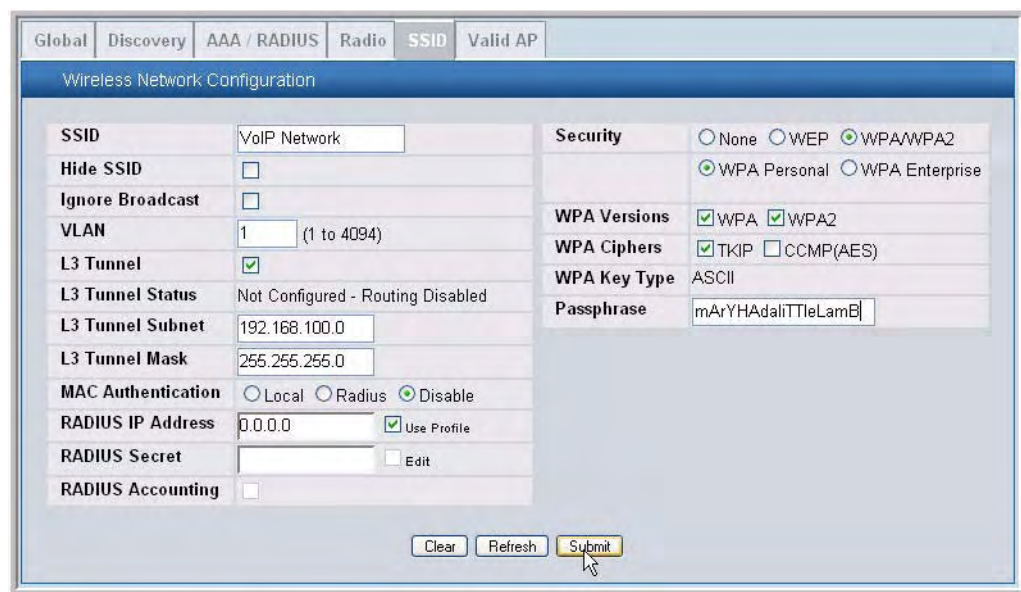 Global Discovery AAA / RADIUS Radio SSID Valid AP
Wireless Network Configuration
SSID VoIP Network
Hide SSID
Ignore Broadcast
VLAN 1 (1 to 4094)
L3 Tunnel
L3 Tunnel Status Not Configured - Routing Disabled
L3 Tunnel Subnet 192.168.100.0
L3 Tunnel Mask 255.255.255.0
MAC Authentication Local Radius Disable
RADIUS IP Address 0.0.0.0 Use Profile
RADIUS Secret Edit
RADIUS Accounting
Security None WEP WPA/WPA2
WPA Personal WPA Enterprise
WPA Versions WPA WPA2
WPA Ciphers TKIP CCMP(AES)
WPA Key Type ASCII
Passphrase mArYHAdaliTTleLamB
Clear Refresh Submit